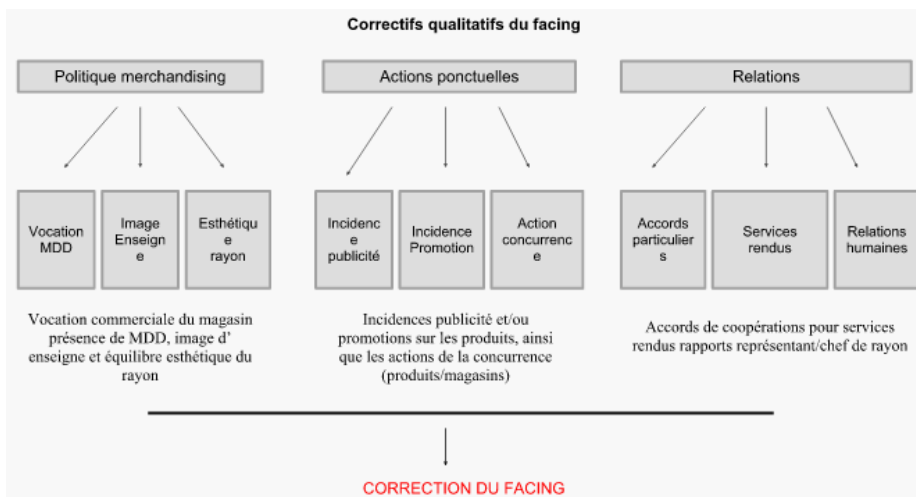 Correctifs qualitatifs du facing
Politique merchandising
Actions ponctuelles
Relations
Vocation
MDD
Image
Enseign
e
Esthétiqu
e
rayon
Incidenc
e
publicité
Incidence
Promotion
Action
concurrenc
e
Accords
particulier
s
Services
rendus
Relations
humaines
Vocation commerciale du magasin
présence de MDD, image d’
enseigne et équilibre esthétique du
rayon
Incidences publicité et/ou
promotions sur les produits, ainsi
que les actions de la concurrence
(produits/magasins)
Accords de coopérations pour services
rendus rapports représentant/chef de rayon
CORRECTION DU FACING